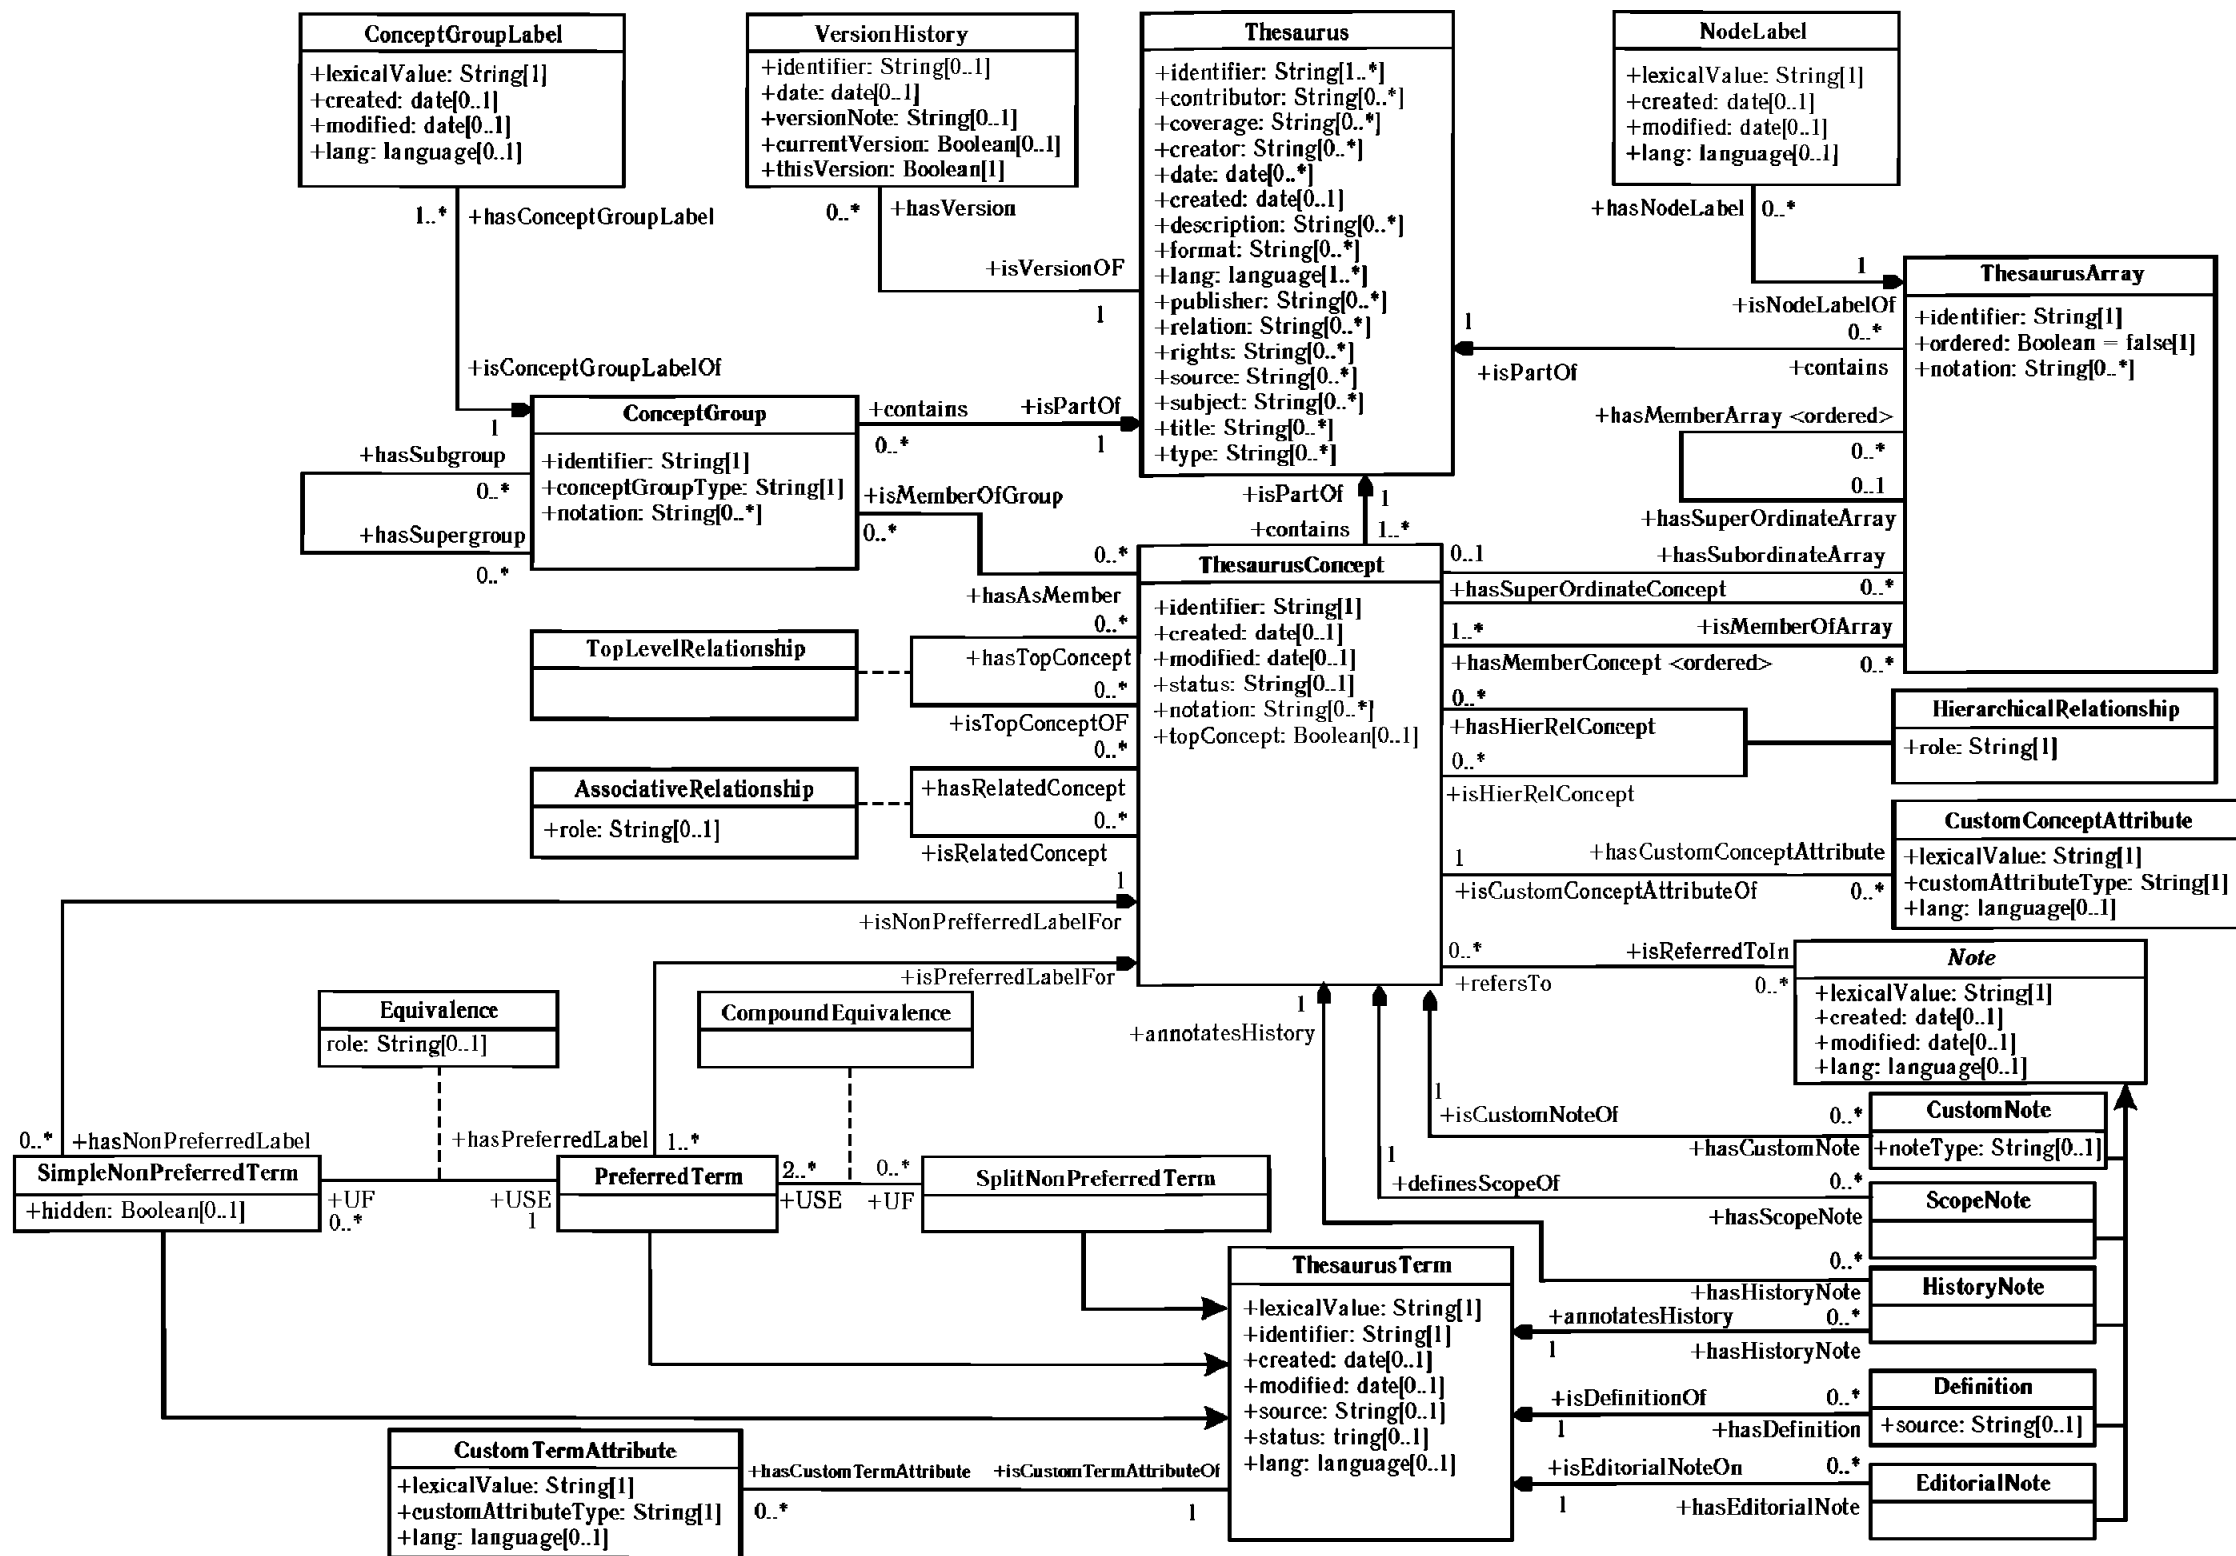 ConceptGroupLabel
+lexicalValue: String[1]
+created: date[0..1]
+modified: date[0..1]
+lang: language[0..1]
VersionHistory
+identifier: String[0..1]
+date: date[0..1]
+versionNote: String[0..1]
+currentVersion: Boolean[0..1]
+thisVersion: Boolean[1]
Thesaurus
+identifier: String[1..*]
+contributor: String[0..*]
+coverage: String[0..*]
+creator: String[0..*]
+date: date[0..*]
+created: date[0..1]
+description: String[0..*]
+format: String[0..*]
+lang: language[1..*]
+publisher: String[0..*]
+relation: String[0..*]
+rights: String[0..*]
+source: String[0..*]
+subject: String[0..*]
+title: String[0..*]
+type: String[0..*]
NodeLabel
+lexicalValue: String[1]
+created: date[0..1]
+modified: date[0..1]
+lang: language[0..1]
1..* +hasConceptGroupLabel
0..* +hasVersion
+isVersionOF
1
+hasNodeLabel 0..*
1
+isNodeLabelOf
ThesaurusArray
+identifier: String[1]
+ordered: Boolean = false[1]
+notation: String[0..*]
1
0..*
+isPartOf
+contains
+hasMemberArray <ordered>
0..*
0..1
+hasSuperOrdinateArray
+isConceptGroupLabelOf
1
ConceptGroup
+identifier: String[1]
+conceptGroupType: String[1]
+notation: String[0..*]
+hasSubgroup
0..*
+hasSupergroup
0..*
+contains +isPartOf
0..* 1
+isMemberOfGroup
0..*
0..*
+hasAsMember
+isPartOf 1
+contains 1..*
ThesaurusConcept
+identifier: String[1]
+created: date[0..1]
+modified: date[0..1]
+status: String[0..1]
+notation: String[0..*]
+topConcept: Boolean[0..1]
0..1 +hasSubordinateArray
+hasSuperOrdinateConcept 0..*
1..* +isMemberOfArray
+hasMemberConcept <ordered> 0..*
TopLevelRelationship
0..*
+hasTopConcept
0..*
+isTopConceptOF
AssociativeRelationship
+role: String[0..1]
0..*
+hasRelatedConcept
0..*
+isRelatedConcept
0..*
+hasHierRelConcept
0..*
+isHierRelConcept
HierarchicalRelationship
+role: String[1]
CustomConceptAttribute
+lexicalValue: String[1]
+customAttributeType: String[1]
+lang: language[0..1]
1 +hasCustomConceptAttribute
+isCustomConceptAttributeOf 0..*
1
+isNonPrefferredLabelFor
+isPreferredLabelFor
0..* +isReferredToIn
+refersTo 0..*
Note
+lexicalValue: String[1]
+created: date[0..1]
+modified: date[0..1]
+lang: language[0..1]
Equivalence
role: String[0..1]
CompoundEquivalence
1
+annotatesHistory
1
+isCustomNoteOf 0..*
+hasCustomNote
CustomNote
+noteType: String[0..1]
0..* +hasNonPreferredLabel
+hasPreferredLabel 1..*
SimpleNonPreferredTerm
+hidden: Boolean[0..1]
+UF
0..*
+USE
1
PreferredTerm
2..*
+USE
0..*
+UF
SplitNonPreferredTerm
1
+definesScopeOf 0..*
+hasScopeNote
ScopeNote
0..*
+hasHistoryNote
HistoryNote
+annotatesHistory 0..*
1 +hasHistoryNote
ThesaurusTerm
+lexicalValue: String[1]
+identifier: String[1]
+created: date[0..1]
+modified: date[0..1]
+source: String[0..1]
+status: tring[0..1]
+lang: language[0..1]
+isDefinitionOf 0..*
1 +hasDefinition
Definition
+source: String[0..1]
+isEditorialNoteOn 0..*
1 +hasEditorialNote
EditorialNote
CustomTermAttribute
+lexicalValue: String[1]
+customAttributeType: String[1]
+lang: language[0..1]
+hasCustomTermAttribute +isCustomTermAttributeOf
0..* 1